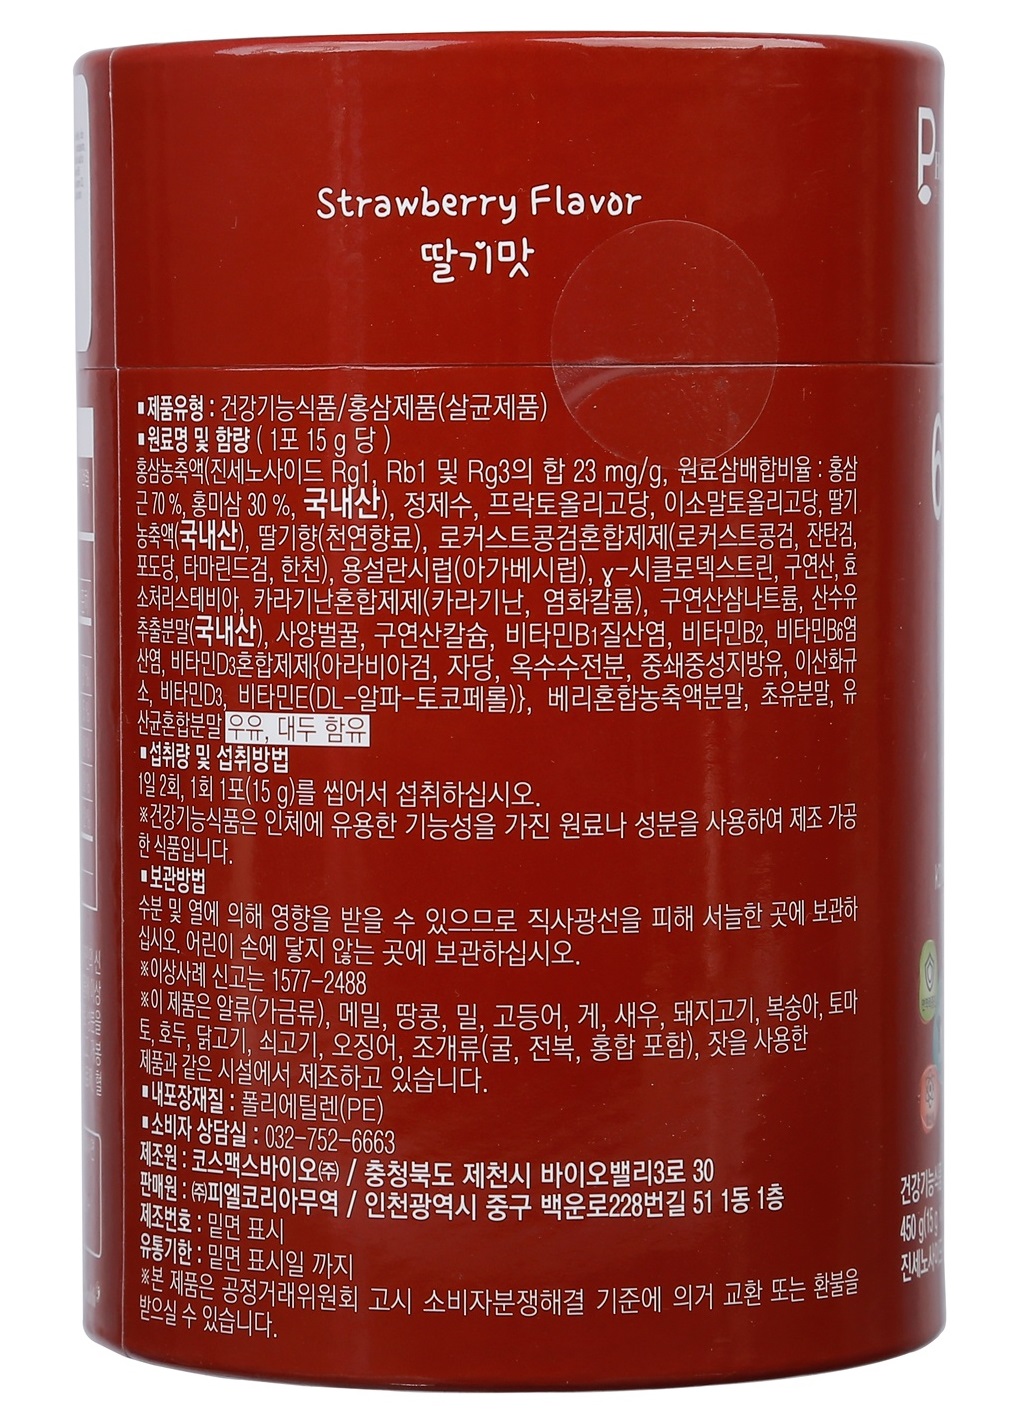 Strawberry Flavor
딸기맛
■제품유형 : 건강기능식품/홍삼제품(살균제품)
■원료명 및 함량 ( 1포 15 g 당 )
홍삼농축액(진세노사이드 Rg1, Rb1 및 Rg3의 합 23 mg/g, 원료삼배합비율 : 홍삼
근 70 %, 홍미삼 30 %, 국내산), 정제수, 프락토올리고당, 이소말토올리고당, 딸기
농축액(국내산), 딸기향(천연향료), 로커스트콩검혼합제제(로커스트콩검, 잔탄검,
포도당, 타마린드검, 한천), 용설란시럽(아가베시럽), ɣ-시클로덱스트린, 구연산, 효
소처리스테비아, 카라기난혼합제제(카라기난, 염화칼륨), 구연산삼나트륨, 산수유
추출분말(국내산), 사양벌꿀, 구연산칼슘, 비타민B1질산염, 비타민B2, 비타민B6염
산염, 비타민D3혼합제제{아라비아검, 자당, 옥수수전분, 중쇄중성지방유, 이산화규
소, 비타민D3, 비타민E(DL-알파-토코페롤)}, 베리혼합농축액분말, 초유분말, 유
산균혼합분말 우유, 대두 함유
■섭취량 및 섭취방법
1일 2회, 1회 1포(15 g)를 씹어서 섭취하십시오.
※건강기능식품은 인체에 유용한 기능성을 가진 원료나 성분을 사용하여 제조 가공
한 식품입니다.
■보관방법
수분 및 열에 의해 영향을 받을 수 있으므로 직사광선을 피해 서늘한 곳에 보관하
십시오. 어린이 손에 닿지 않는 곳에 보관하십시오.
※이상사례 신고는 1577-2488
※이 제품은 알류(가금류), 메밀, 땅콩, 밀, 고등어, 게, 새우, 돼지고기, 복숭아, 토마
토, 호두, 닭고기, 쇠고기, 오징어, 조개류(굴, 전복, 홍합 포함), 잣을 사용한
제품과 같은 시설에서 제조하고 있습니다.
■내포장재질 : 폴리에틸렌(PE)
■소비자 상담실 : 032-752-6663
제조원 : 코스맥스바이오㈜ / 충청북도 제천시 바이오밸리3로 30
판매원 : ㈜피엘코리아무역 / 인천광역시 중구 백운로228번길 51 1동 1층
제조번호 : 밑면 표시
유통기한 : 밑면 표시일 까지
※본 제품은 공정거래위원회 고시 소비자분쟁해결 기준에 의거 교환 또는 환불을
받으실 수 있습니다.
건강기능식품
450 g(15 g
진세노사